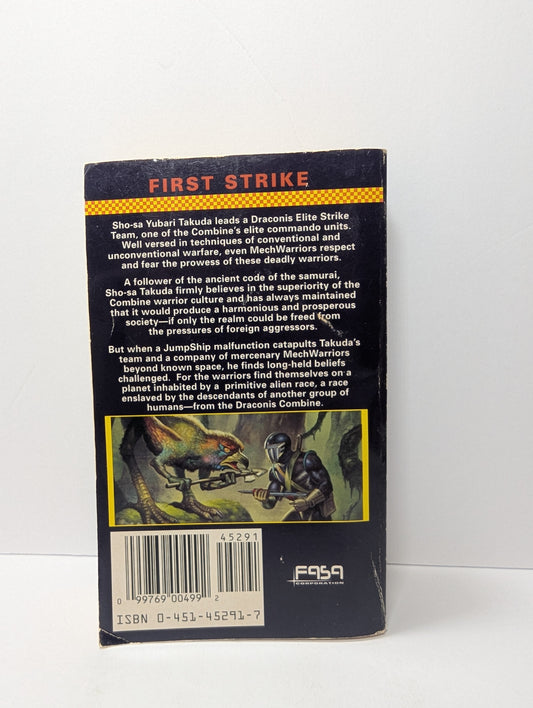 FIRST STRIKE
Sho-sa Yubari Takuda leads a Draconis Elite Strike
Team, one of the Combine's elite commando units.
Well versed in techniques of conventional and
unconventional warfare, even MechWarriors respect
and fear the prowess of these deadly warriors.
A follower of the ancient code of the samurai,
Sho-sa Takuda firmly believes in the superiority of the
Combine warrior culture and has always maintained
that it would produce a harmonious and prosperous
society—if only the realm could be freed from
the pressures of foreign aggressors.
But when a JumpShip malfunction catapults Takuda's
team and a company of mercenary MechWarriors
beyond known space, he finds long-held beliefs
challenged. For the warriors find themselves on a
planet inhabited by a primitive alien race, a race
enslaved by the descendants of another group of
humans—from the Draconis Combine.
45291
0 99769 00499 2
ISBN 0-451-45291-7
FASA
CORPORATION